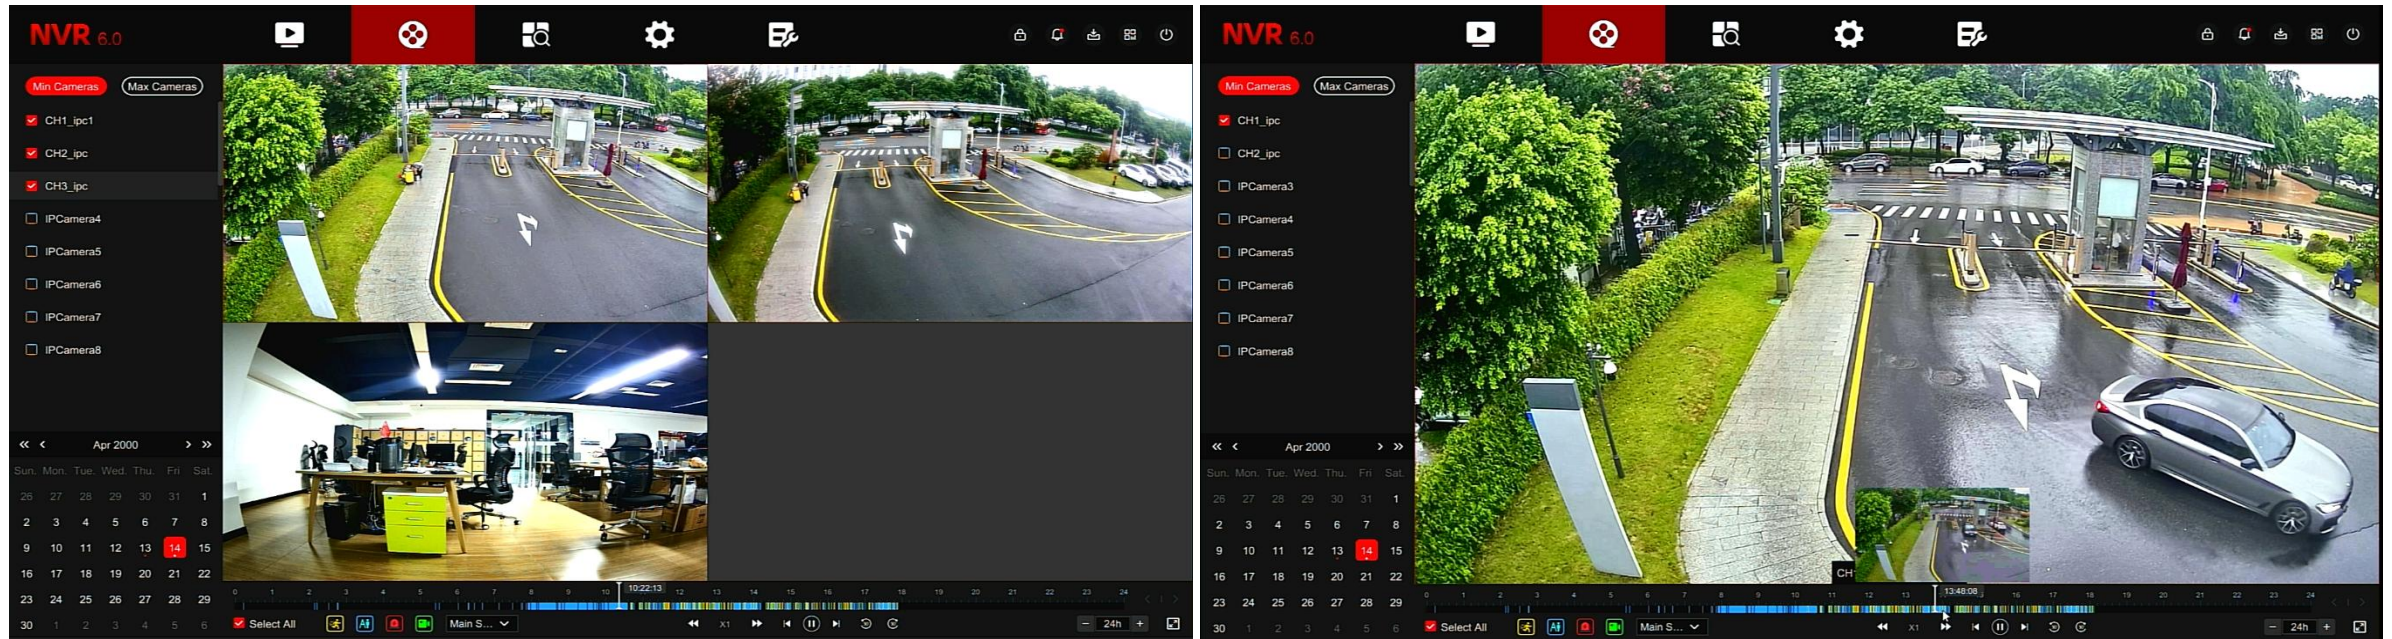 NVR 6.0
Min Cameras Max Cameras
CH1_ipc1
CH2_ipc
CH3_ipc
IPCamera4
IPCamera5
IPCamera6
IPCamera7
IPCamera8
Apr 2000
Sun. Mon. Tue. Wed. Thu. Fri Sat.
26 27 28 29 30 31 1
2 3 4 5 6 7 8
9 10 11 12 13 14 15
16 17 18 19 20 21 22
23 24 25 26 27 28 29
30 1 2 3 4 5 6
10:22:13
0 1 2 3 4 5 6 7 8 9 10 12 13 14 15 16 17 18 19 20 21 22 23 24
Select All AI Main S... X1 24h
NVR 6.0
Min Cameras Max Cameras
CH1_ipc
CH2_ipc
IPCamera3
IPCamera4
IPCamera5
IPCamera6
IPCamera7
IPCamera8
Apr 2000
Sun. Mon. Tue. Wed. Thu. Fri Sat.
26 27 28 29 30 31 1
2 3 4 5 6 7 8
9 10 11 12 13 14 15
16 17 18 19 20 21 22
23 24 25 26 27 28 29
30 1 2 3 4 5 6
CH
13:48:08
0 1 2 3 4 5 6 7 8 9 10 11 12 13 16 17 18 19 20 21 22 23 24
Select All AI Main S... X1 24h